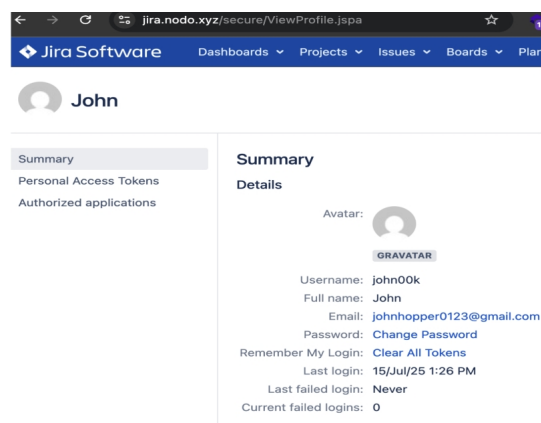 jira.nodo.xyz/secure/ViewProfile.jspa
Jira Software Dashboards Projects Issues Boards
John
Summary
Personal Access Tokens
Authorized applications
Summary
Details
Avatar:
GRAVATAR
Username: john00k
Full name: John
Email: johnhopper0123@gmail.com
Password: Change Password
Remember My Login: Clear All Tokens
Last login: 15/Jul/25 1:26 PM
Last failed login: Never
Current failed logins: 0